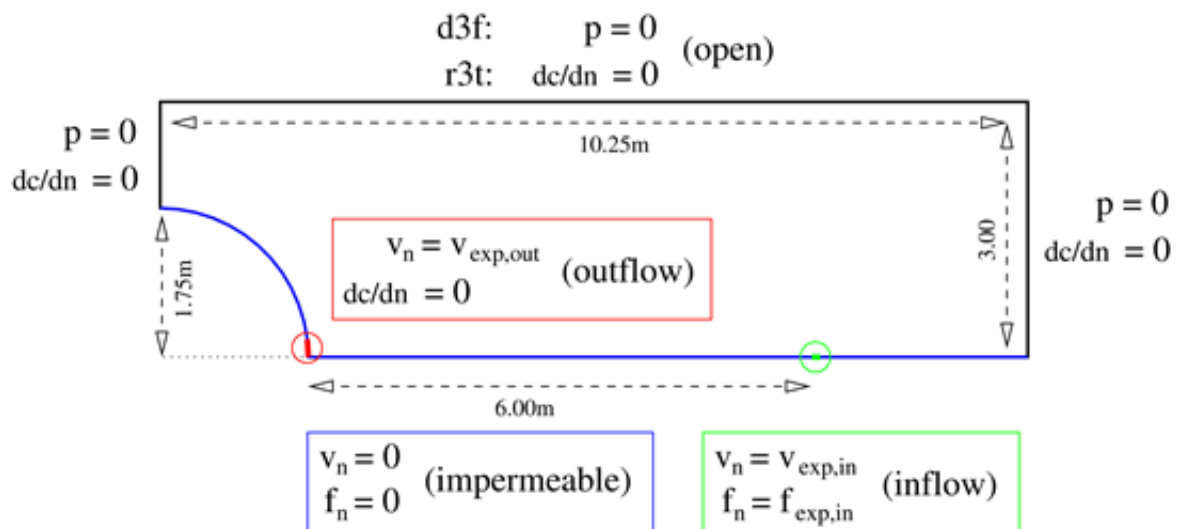 d3f: p = 0
r3t: dc/dn = 0
(open)
p = 0
dc/dn = 0
10.25m
3.00
p = 0
dc/dn = 0
1.75m
v_n = v_exp,out
dc/dn = 0
(outflow)
6.00m
v_n = 0
f_n = 0
(impermeable)
v_n = v_exp,in
f_n = f_exp,in
(inflow)